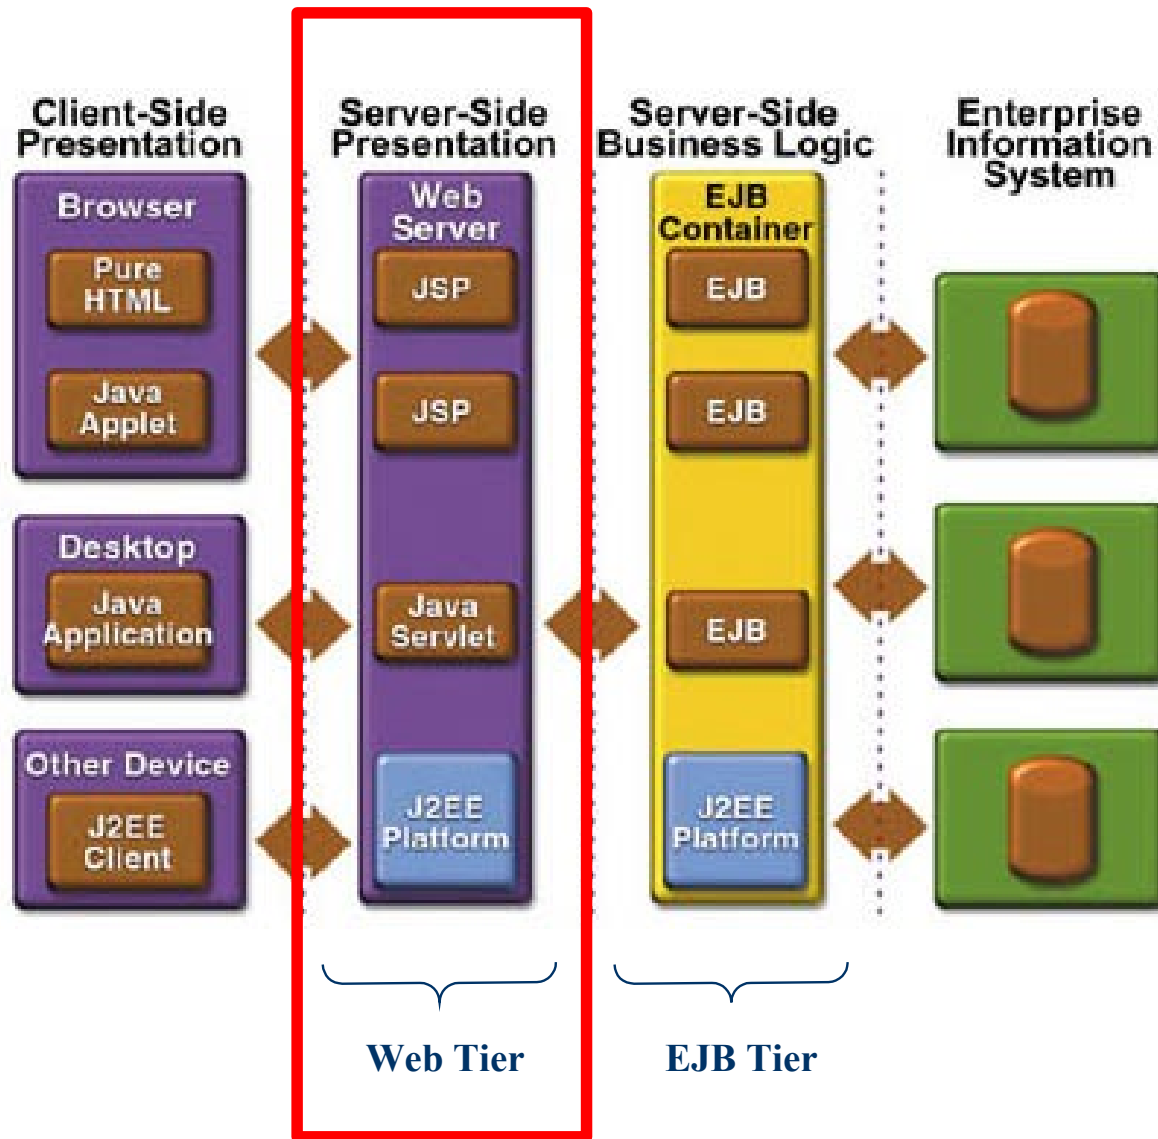 Client-Side
Presentation
Browser
Pure
HTML
Java
Applet
Desktop
Java
Application
Other Device
J2EE
Client
Server-Side
Presentation
Web
Server
JSP
JSP
Java
Servlet
J2EE
Platform
Web Tier
Server-Side
Business Logic
EJB
Container
EJB
EJB
EJB
J2EE
Platform
EJB Tier
Enterprise
Information
System